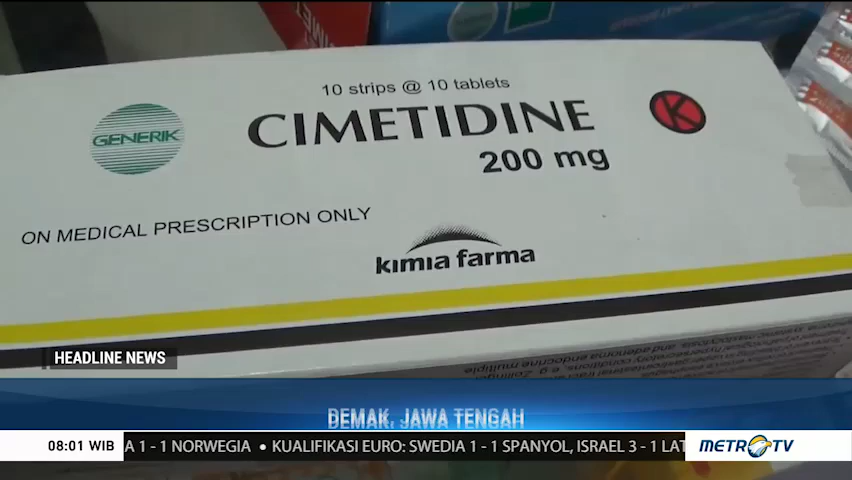 10 strips @ 10 tablets
GENERIK
CIMETIDINE
K
200 mg
ON MEDICAL PRESCRIPTION ONLY
kimia farma
HEADLINE NEWS
DEMAK, JAWA TENGAH
08:01 WIB
A 1 - 1 NORWEGIA • KUALIFIKASI EURO: SWEDIA 1 - 1 SPANYOL, ISRAEL 3 - 1 LAT
METRO TV